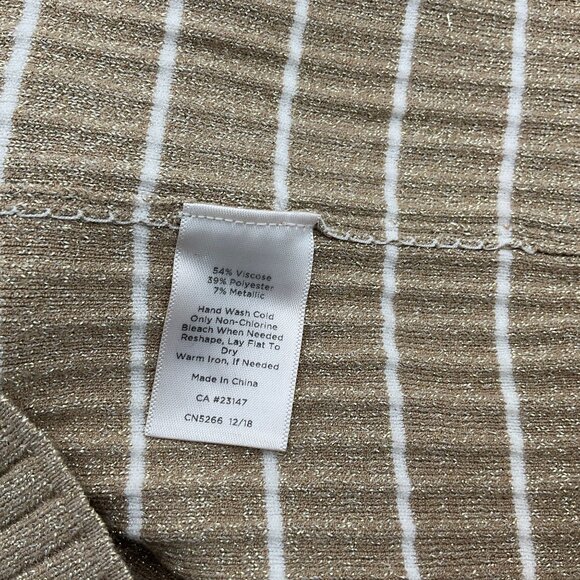 54% Viscose
39% Polyester
7% Metallic
Hand Wash Cold
Only Non-Chlorine
Bleach When Needed
Reshape, Lay Flat To
Dry
Warm Iron, If Needed
Made In China
CA #23147
CN5266 12/18